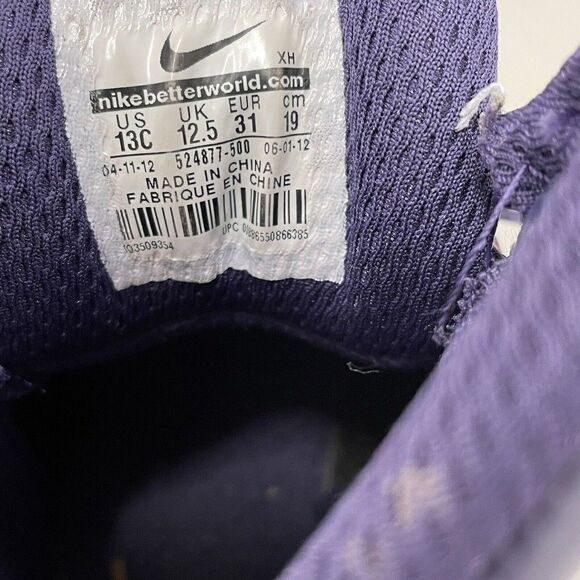 XH
nikebetterworld.com
US UK EUR cm
13C 12.5 31 19
04-11-12 524877-500 06-01-12
MADE IN CHINA
FABRIQUE EN CHINE